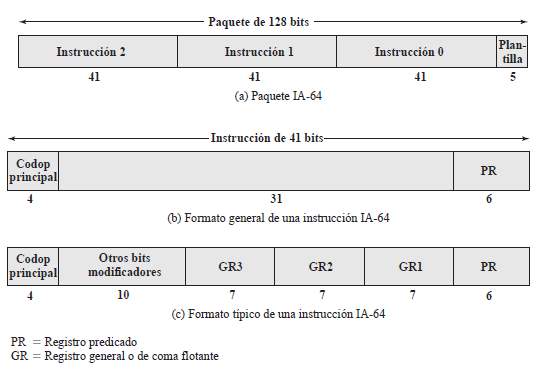 Paquete de 128 bits
Instrucción 2 Instrucción 1 Instrucción 0 Plan-
tilla
41 41 41 5
(a) Paquete IA-64
Instrucción de 41 bits
Codop
principal PR
4 31 6
(b) Formato general de una instrucción IA-64
Codop
principal Otros bits
modificadores GR3 GR2 GR1 PR
4 10 7 7 7 6
(c) Formato típico de una instrucción IA-64
PR = Registro predicado
GR = Registro general o de coma flotante